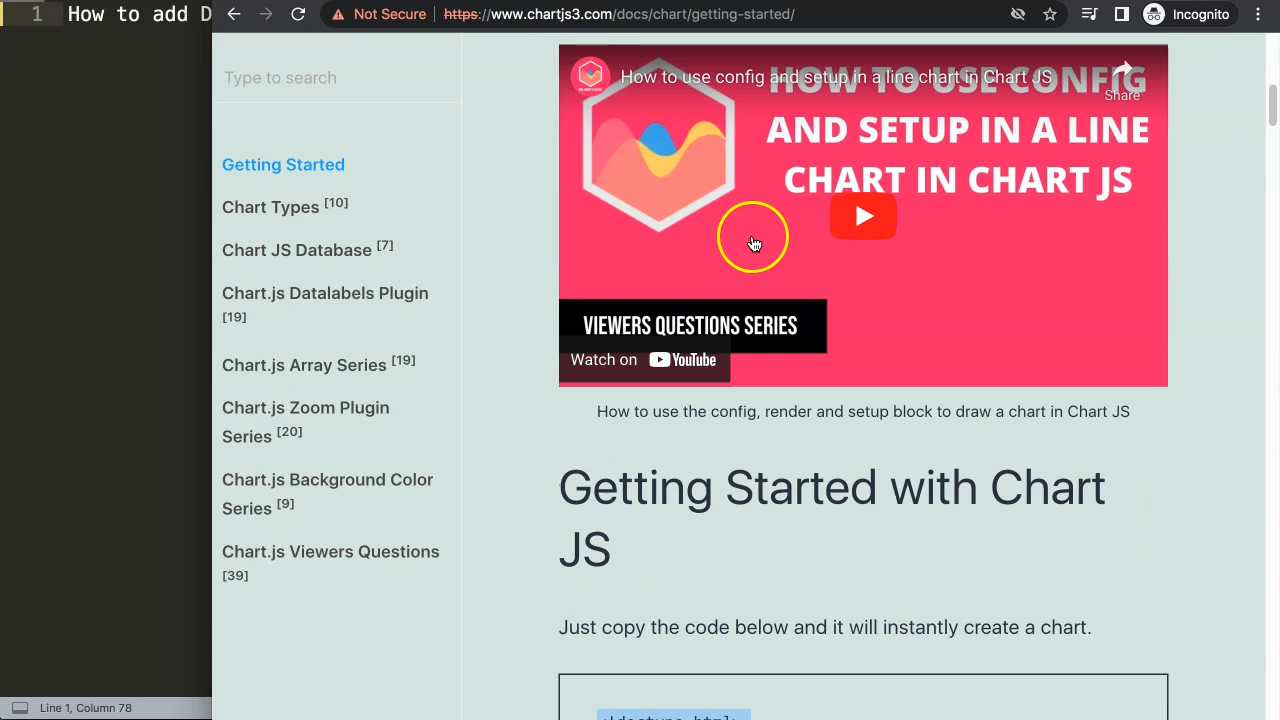 1 How to add D
Not Secure https://www.chartjs3.com/docs/chart/getting-started/ Incognito
Type to search
Getting Started
Chart Types [10]
Chart JS Database [7]
Chart.js Datalabels Plugin
[19]
Chart.js Array Series [19]
Chart.js Zoom Plugin
Series [20]
Chart.js Background Color
Series [9]
Chart.js Viewers Questions
[39]
How to use config and setup in a line chart in Chart JS
Share
HOW TO USE CONFIG
AND SETUP IN A LINE
CHART IN CHART JS
VIEWERS QUESTIONS SERIES
Watch on YouTube
How to use the config, render and setup block to draw a chart in Chart JS
Getting Started with Chart
JS
Just copy the code below and it will instantly create a chart.
<!doctype html>
Line 1, Column 78